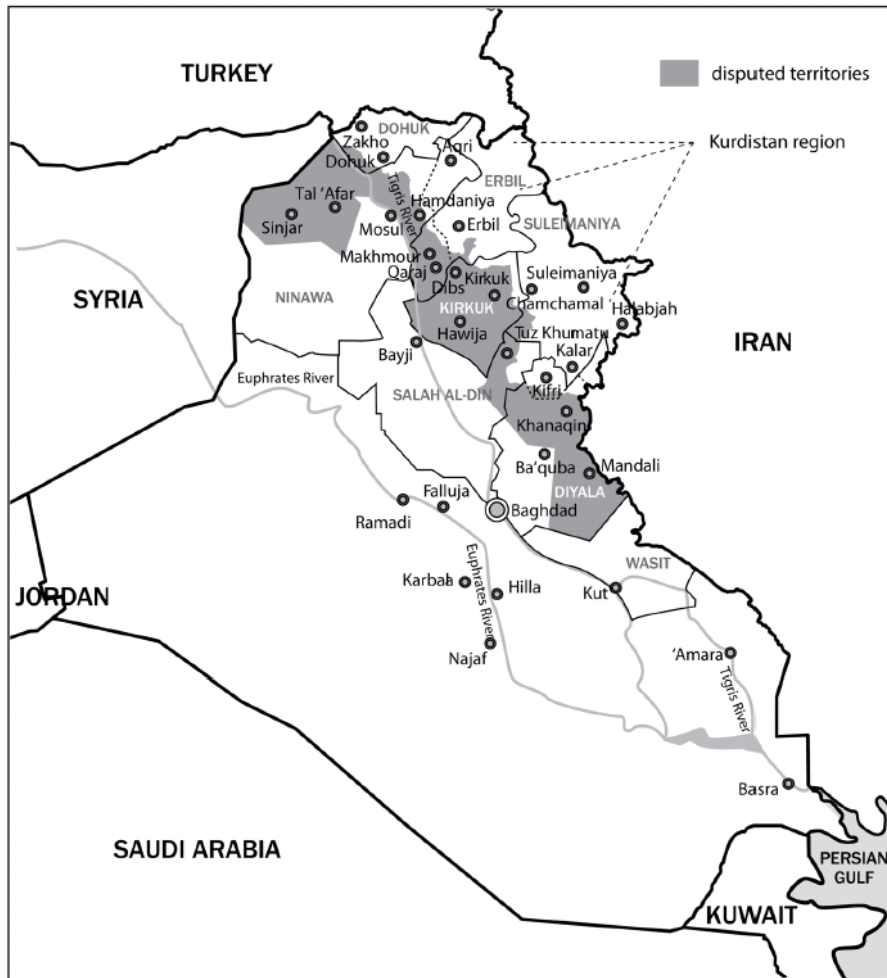 TURKEY
disputed territories
DOHUK
Zakho
Aqri
Kurdistan region
Dohuk
ERBIL
Tal ‘Afar
Tigris River
Hamdaniya
SULEIMANIYA
Sinjar
Mosul
Erbil
Makhmour
Qaraj
Suleimaniya
Dibs
Kirkuk
SYRIA
NINAWA
KIRKUK
Chamchamal
Halabjah
Hawija
Tuz Khumatu
IRAN
Bayji
Kalar
Euphrates River
SALAH AL-DIN
Kifri
Khanaqin
Ba‘quba
Mandali
Falluja
DIYALA
Ramadi
Baghdad
Euphrates River
WASIT
JORDAN
Karbala
Hilla
Kut
Najaf
‘Amara
Tigris River
Basra
SAUDI ARABIA
PERSIAN
GULF
KUWAIT